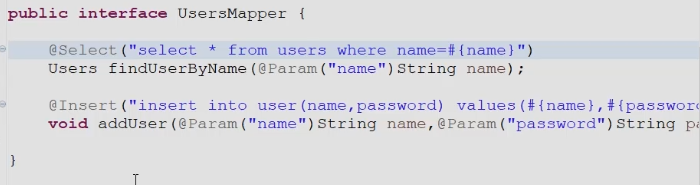 public interface UsersMapper {
@Select("select * from users where name=#{name}")
Users findUserByName(@Param("name")String name);
@Insert("insert into user(name,password) values(#{name},#{passwor
void addUser(@Param("name")String name,@Param("password")String pa
}